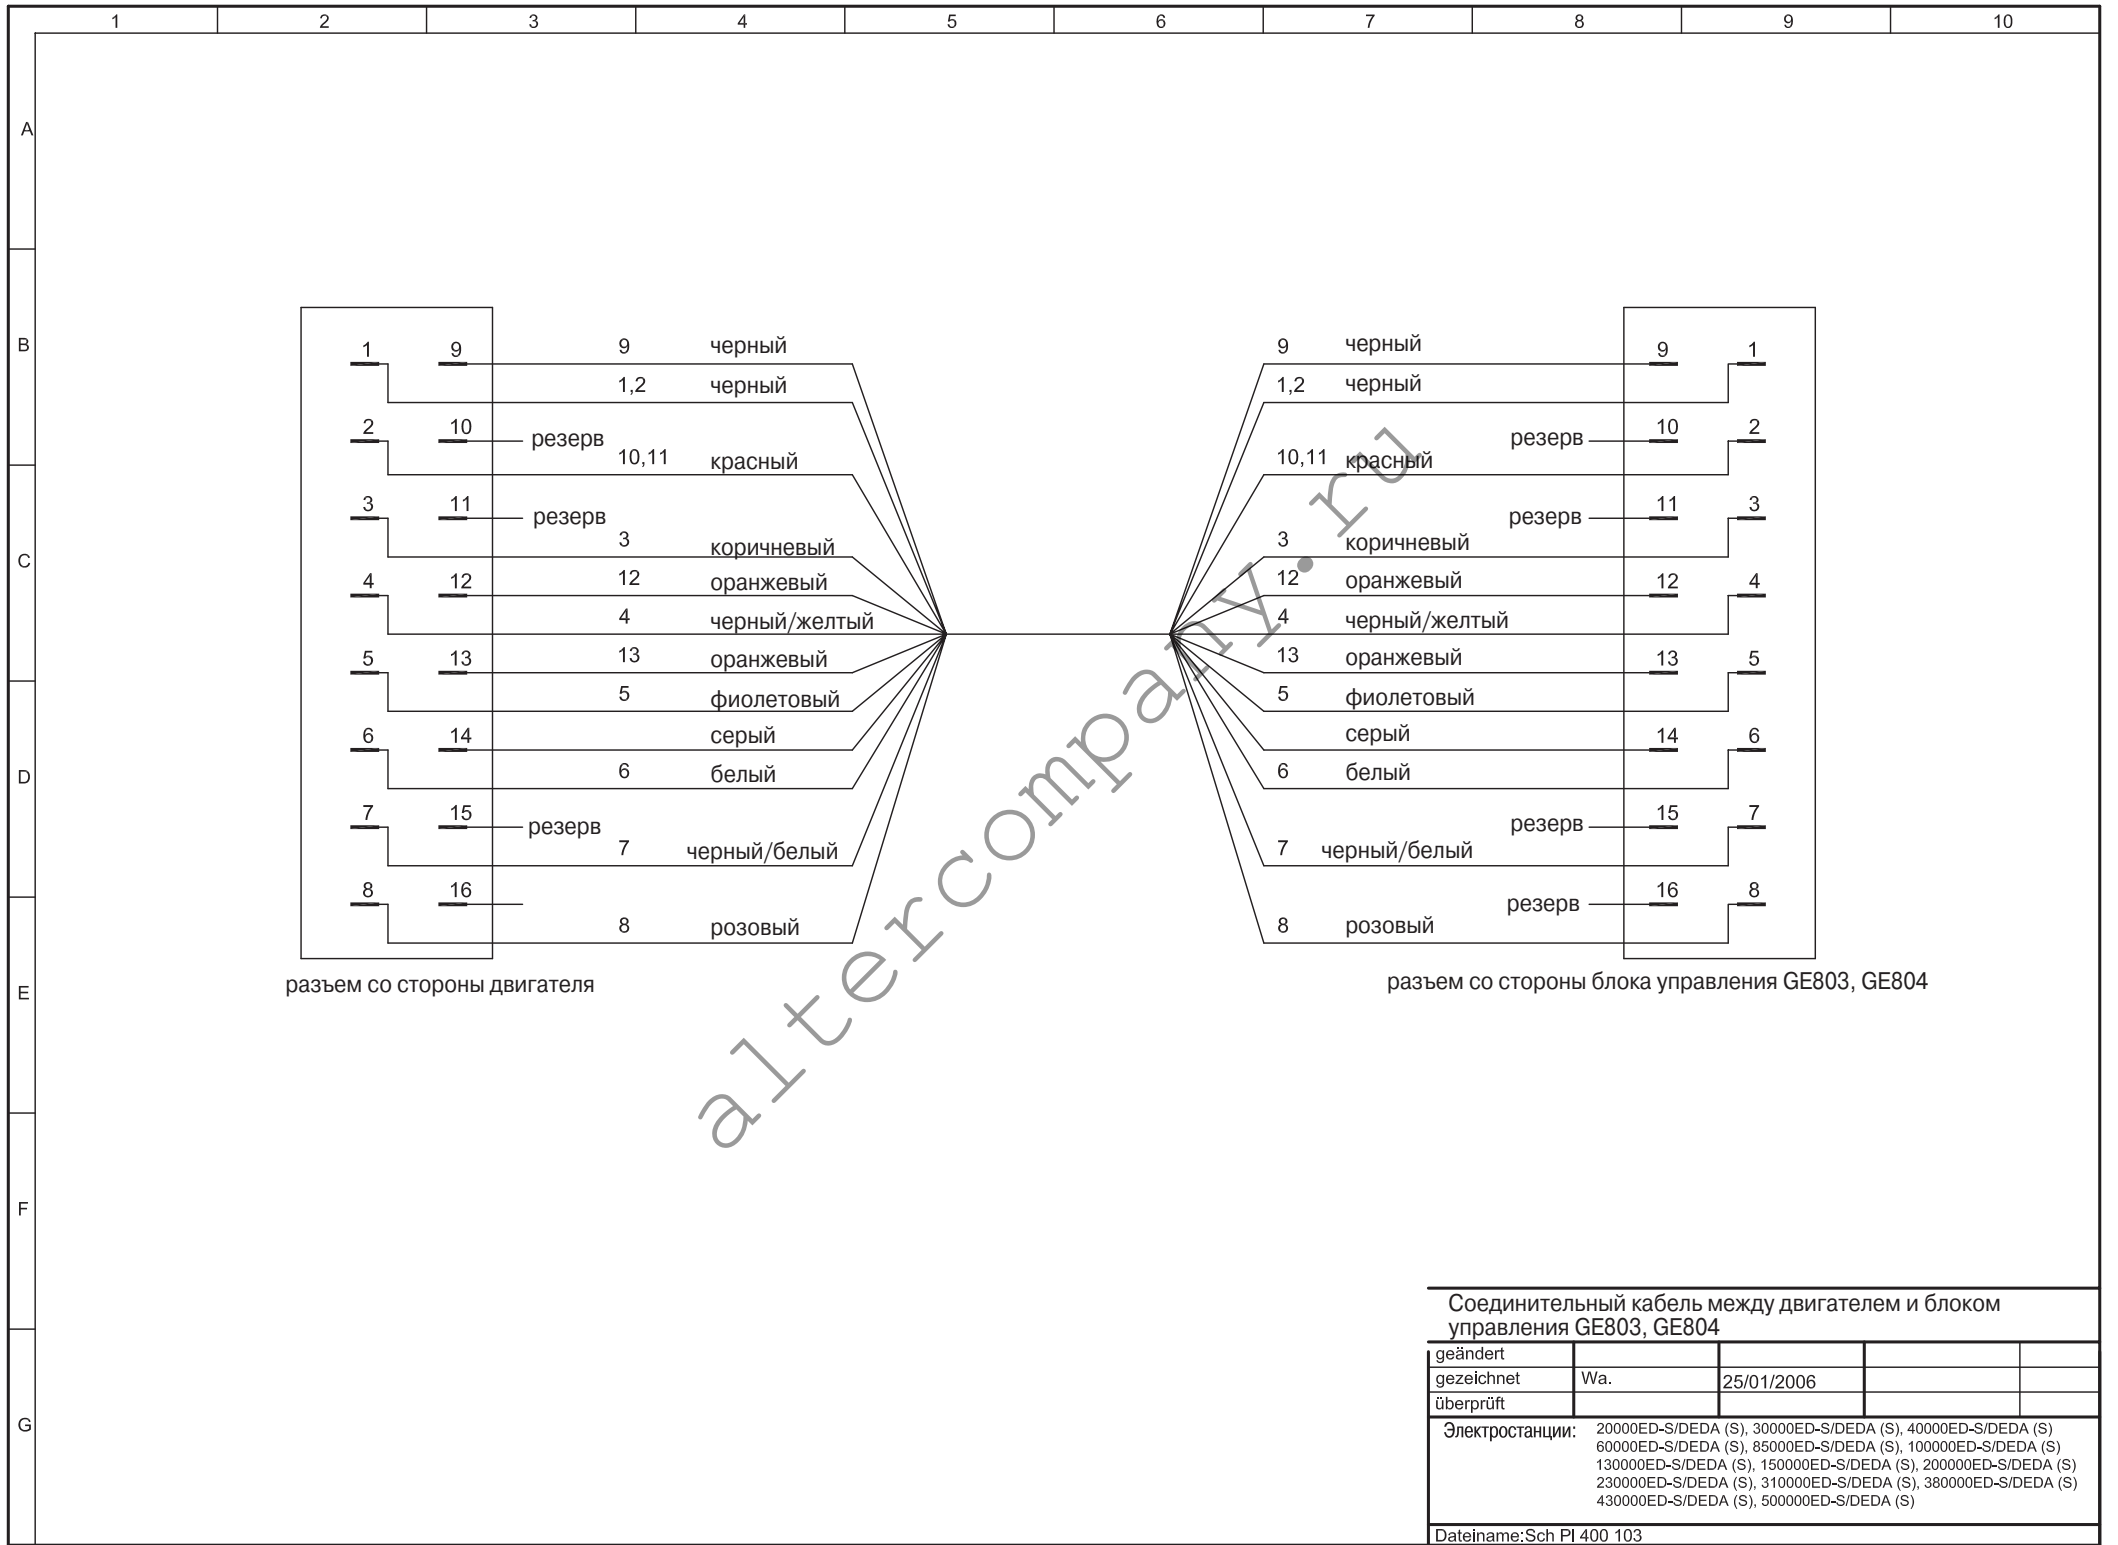 1 2 3 4 5 6 7 8 9 10
A
B
C
D
E
F
G
1 9 9 черный
1,2 черный
2 10 резерв
10,11 красный
3 11 резерв
3 коричневый
4 12 12 оранжевый
4 черный/желтый
5 13 13 оранжевый
5 фиолетовый
6 14 серый
6 белый
7 15 резерв
7 черный/белый
8 16
8 розовый
разъем со стороны двигателя
9 черный 9 1
1,2 черный
резерв 10 2
10,11 красный
резерв 11 3
3 коричневый
12 оранжевый 12 4
4 черный/желтый
13 оранжевый 13 5
5 фиолетовый
серый 14 6
6 белый
резерв 15 7
7 черный/белый
резерв 16 8
8 розовый
разъем со стороны блока управления GE803, GE804
altercompany.ru
Соединительный кабель между двигателем и блоком
управления GE803, GE804
geändert
gezeichnet Wa. 25/01/2006
überprüft
Электростанции: 20000ED-S/DEDA (S), 30000ED-S/DEDA (S), 40000ED-S/DEDA (S)
60000ED-S/DEDA (S), 85000ED-S/DEDA (S), 100000ED-S/DEDA (S)
130000ED-S/DEDA (S), 150000ED-S/DEDA (S), 200000ED-S/DEDA (S)
230000ED-S/DEDA (S), 310000ED-S/DEDA (S), 380000ED-S/DEDA (S)
430000ED-S/DEDA (S), 500000ED-S/DEDA (S)
Dateiname:Sch Pl 400 103